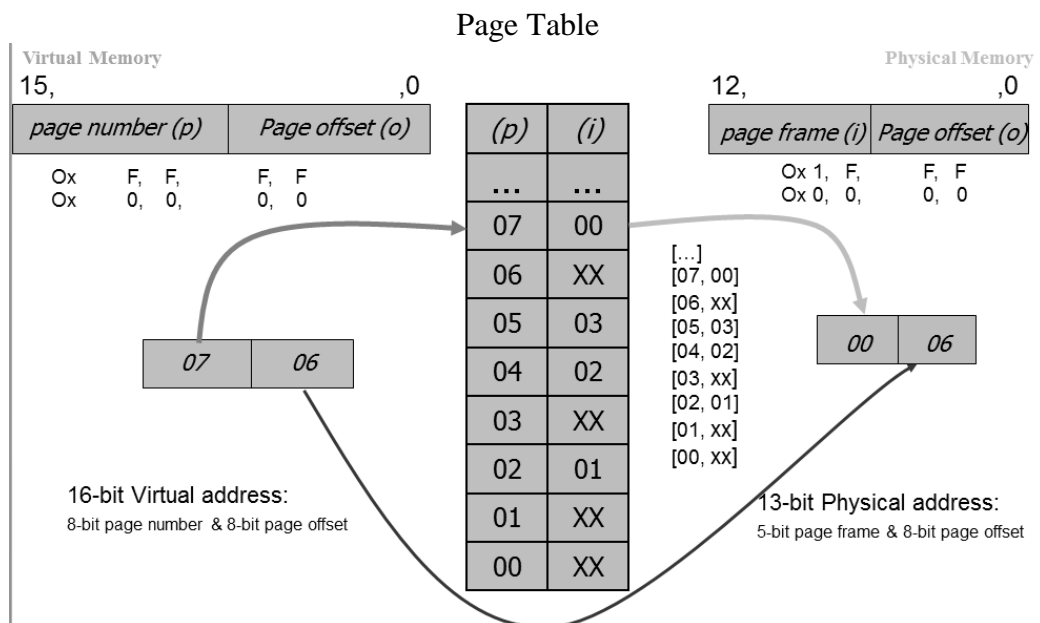 Page Table
Virtual Memory
15, ,0
page number (p) Page offset (o)
Ox F, F, F, F
Ox 0, 0, 0, 0
07 06
16-bit Virtual address:
8-bit page number & 8-bit page offset
(p) (i)
... ...
07 00
06 XX
05 03
04 02
03 XX
02 01
01 XX
00 XX
[...]
[07, 00]
[06, xx]
[05, 03]
[04, 02]
[03, xx]
[02, 01]
[01, xx]
[00, xx]
Physical Memory
12, ,0
page frame (i) Page offset (o)
Ox 1, F, F, F
Ox 0, 0, 0, 0
00 06
13-bit Physical address:
5-bit page frame & 8-bit page offset